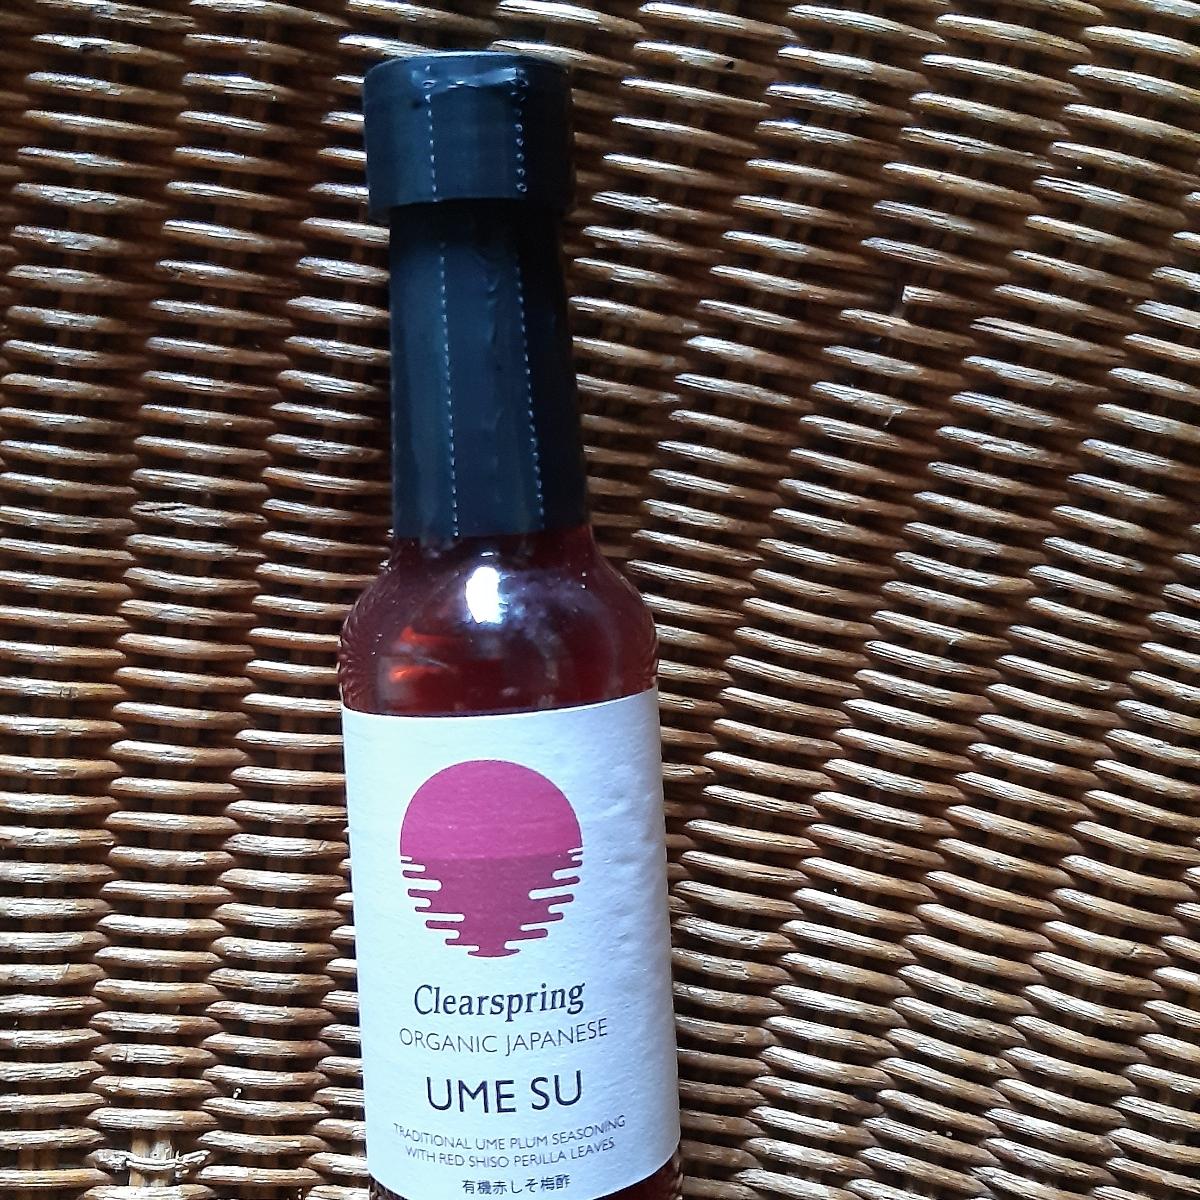 Clearspring
ORGANIC JAPANESE
UME SU
TRADITIONAL UME PLUM SEASONING
WITH RED SHISO PERILLA LEAVES
有機赤しそ梅酢